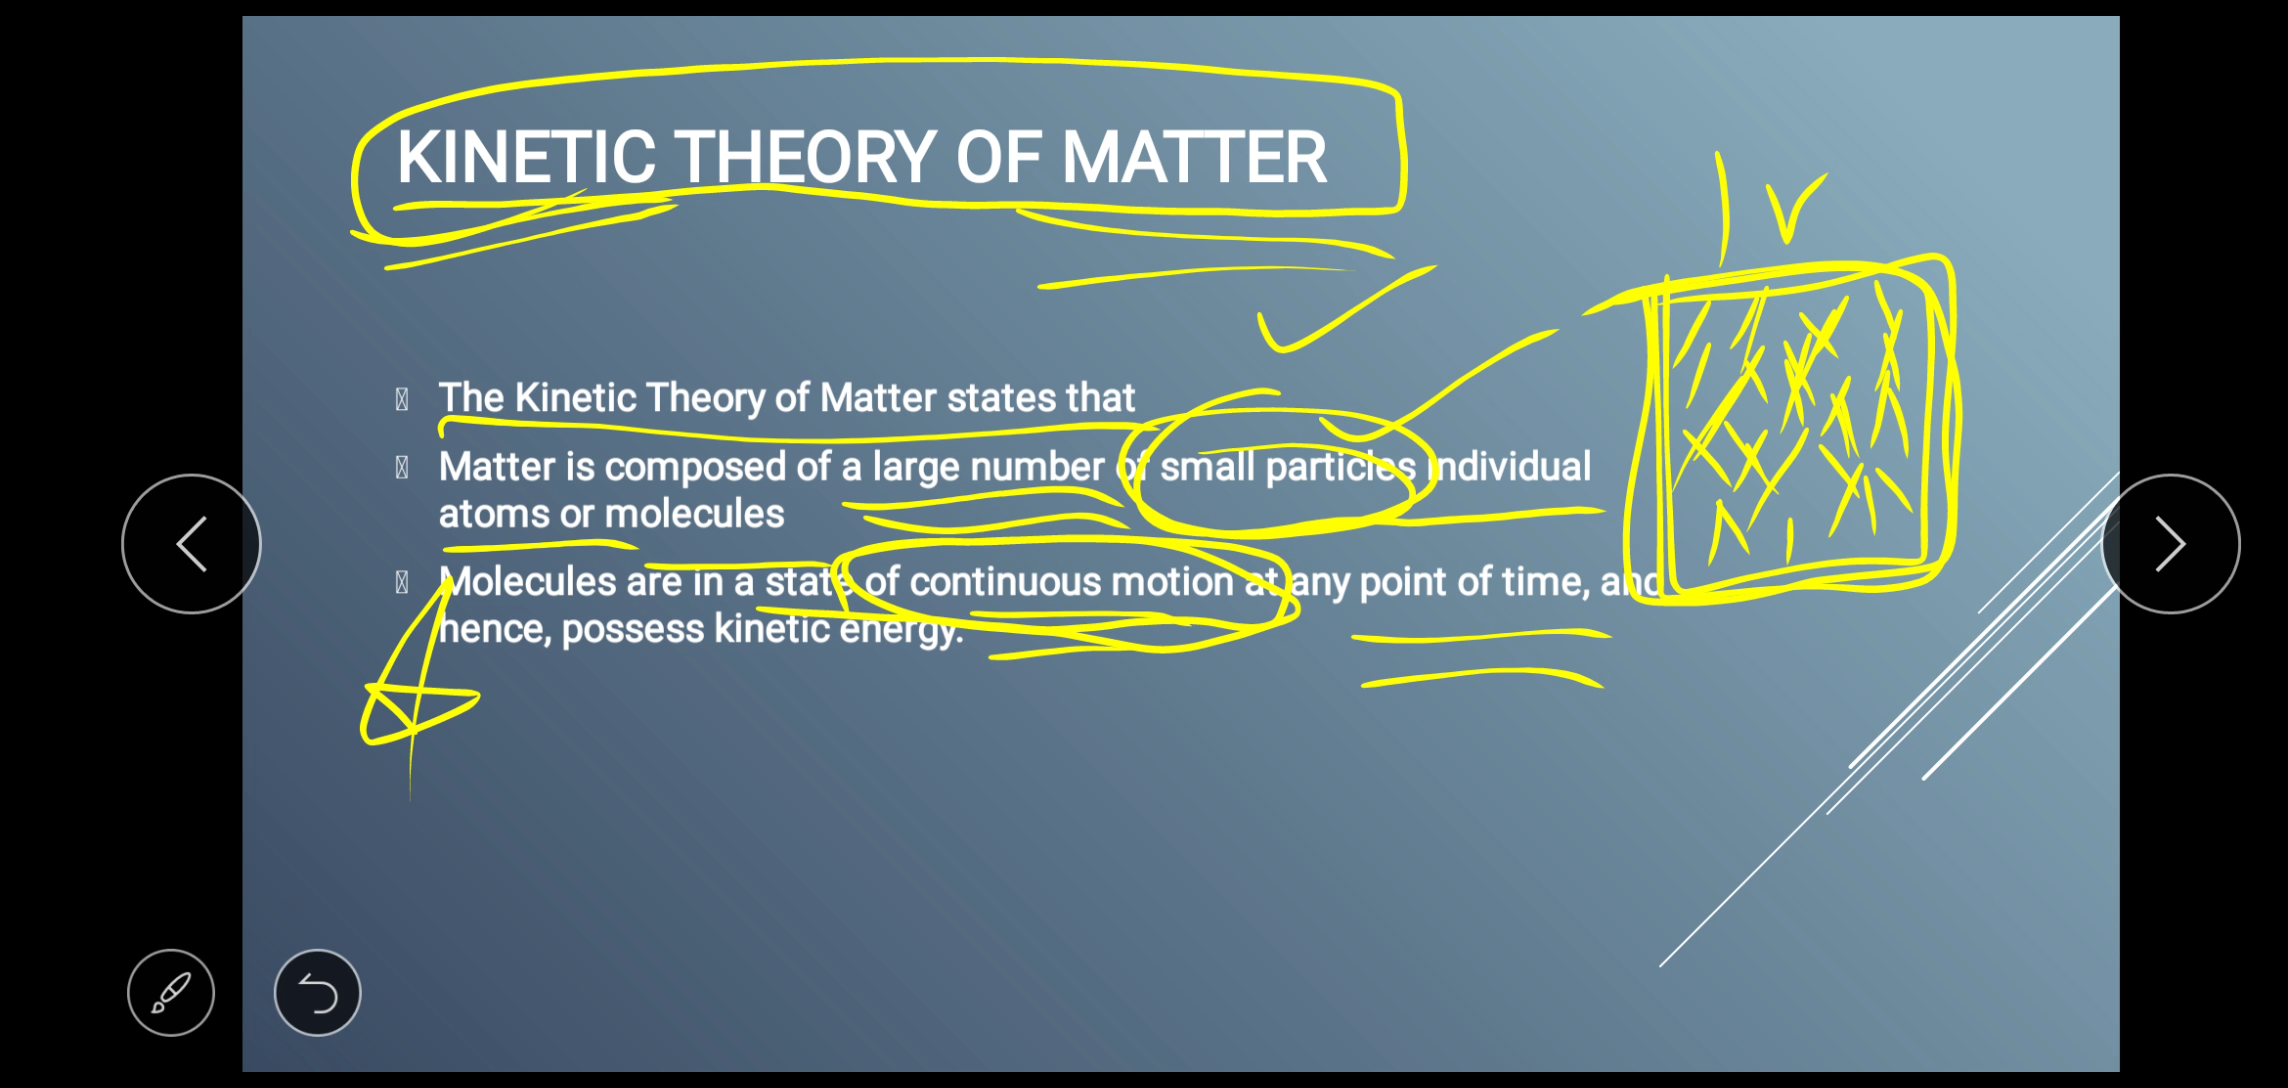 KINETIC THEORY OF MATTER
The Kinetic Theory of Matter states that
Matter is composed of a large number of small particles individual
atoms or molecules
Molecules are in a state of continuous motion at any point of time, and
hence, possess kinetic energy.